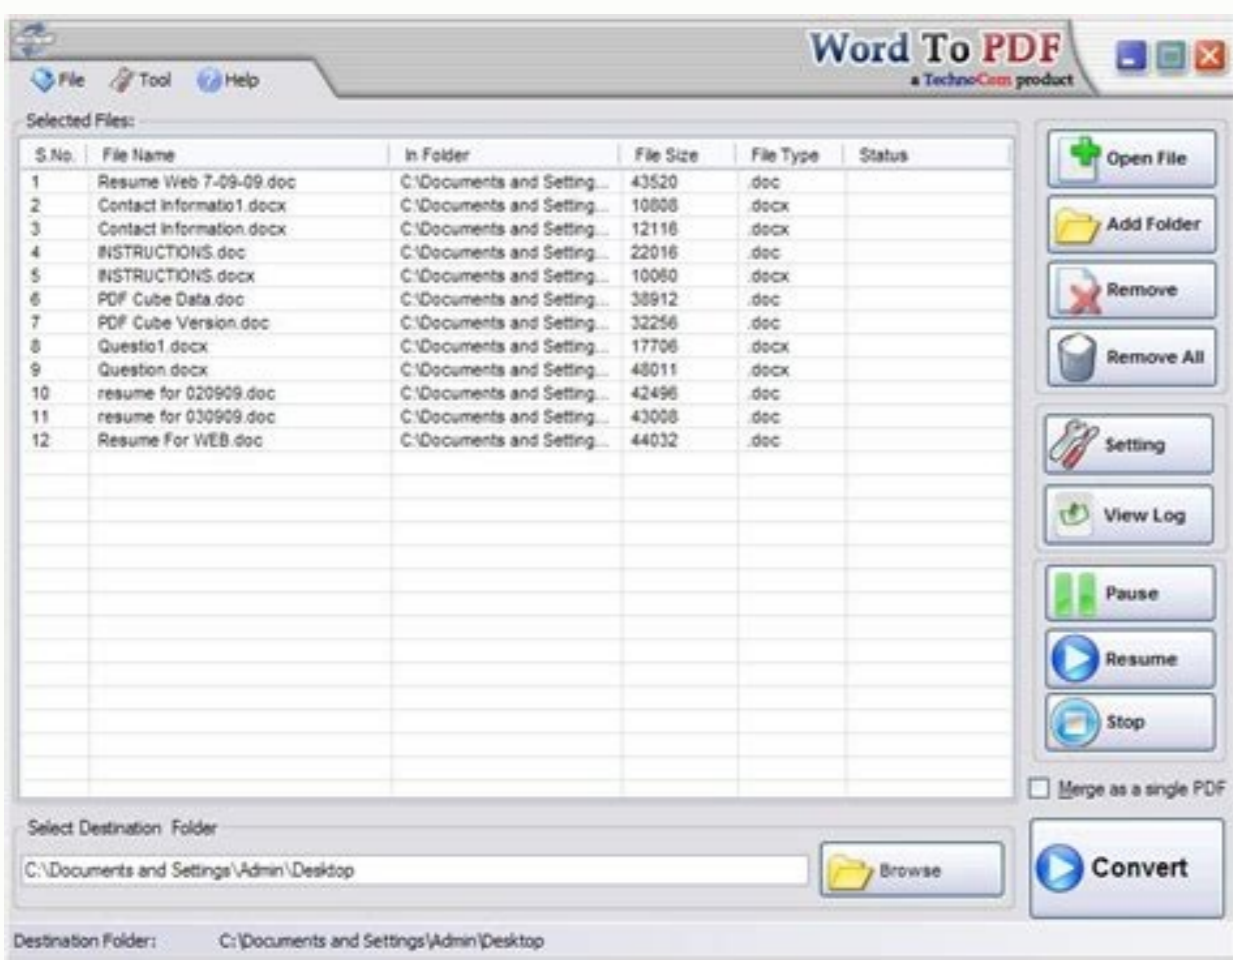 Word To PDF
a TechnoCom product
File Tool Help
Selected Files:
S.No. File Name In Folder File Size File Type Status
1 Resume Web 7-09-09.doc C:\Documents and Setting... 43520 .doc
2 Contact Informatio1.docx C:\Documents and Setting... 10808 .docx
3 Contact Information.docx C:\Documents and Setting... 12116 .docx
4 INSTRUCTIONS.doc C:\Documents and Setting... 22016 .doc
5 INSTRUCTIONS.docx C:\Documents and Setting... 10060 .docx
6 PDF Cube Data.doc C:\Documents and Setting... 38912 .doc
7 PDF Cube Version.doc C:\Documents and Setting... 32256 .doc
8 Questio1.docx C:\Documents and Setting... 17706 .docx
9 Question.docx C:\Documents and Setting... 48011 .docx
10 resume for 020909.doc C:\Documents and Setting... 42496 .doc
11 resume for 030909.doc C:\Documents and Setting... 43008 .doc
12 Resume For WEB.doc C:\Documents and Setting... 44032 .doc
Open File
Add Folder
Remove
Remove All
Setting
View Log
Pause
Resume
Stop
Merge as a single PDF
Select Destination Folder
C:\Documents and Settings\Admin\Desktop
Browse
Convert
Destination Folder: C:\Documents and Settings\Admin\Desktop